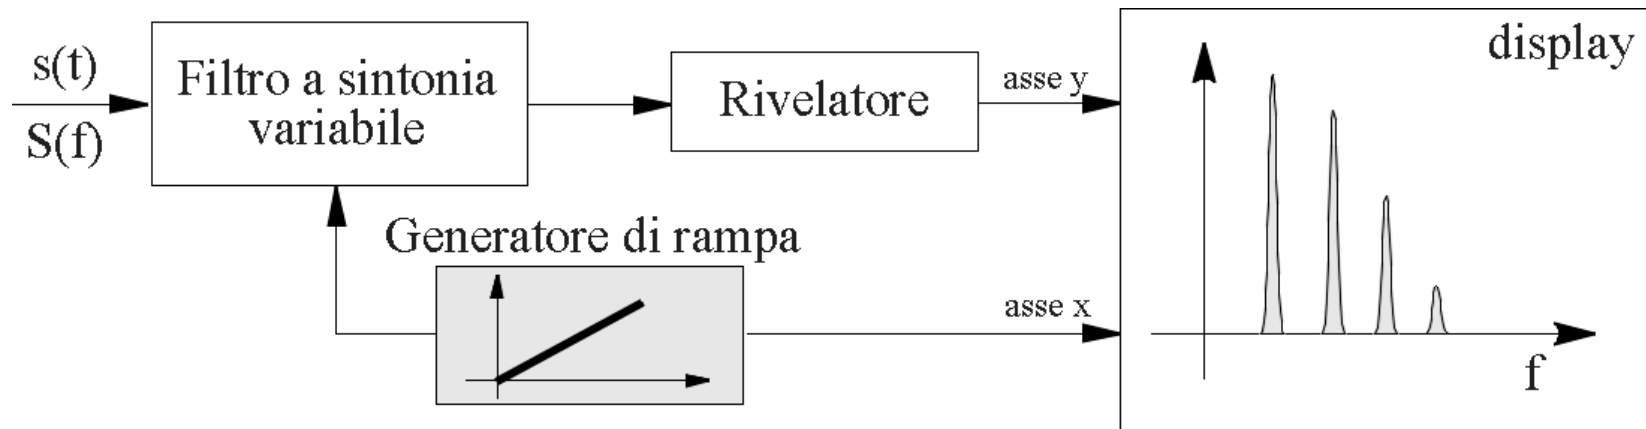 s(t)
S(f)
Filtro a sintonia
variabile
Rivelatore
asse y
display
Generatore di rampa
asse x
f